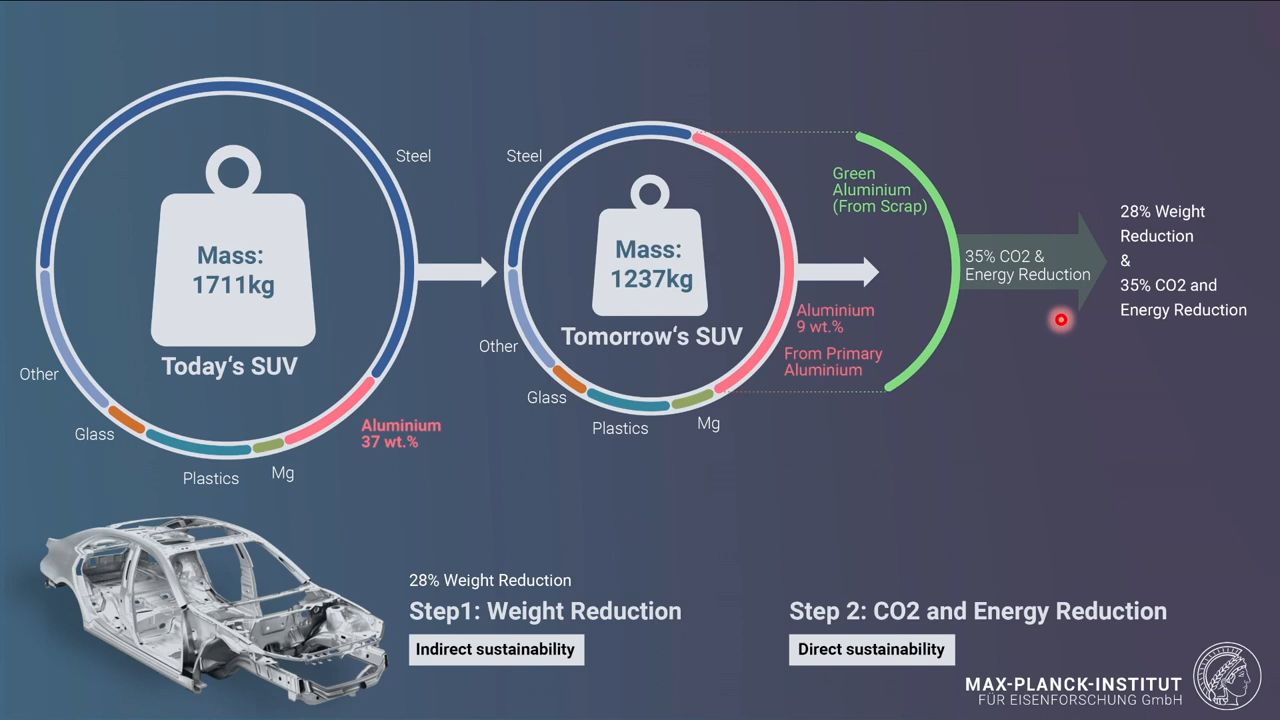 Steel
Mass:
1711kg
Today‘s SUV
Other
Glass
Plastics
Mg
Aluminium
37 wt.%
Steel
Mass:
1237kg
Tomorrow‘s SUV
Other
Glass
Plastics
Mg
Aluminium
9 wt.%
From Primary
Aluminium
Green
Aluminium
(From Scrap)
35% CO2 &
Energy Reduction
28% Weight
Reduction
&
35% CO2 and
Energy Reduction
28% Weight Reduction
Step1: Weight Reduction
Indirect sustainability
Step 2: CO2 and Energy Reduction
Direct sustainability
MAX-PLANCK-INSTITUT
FÜR EISENFORSCHUNG GmbH